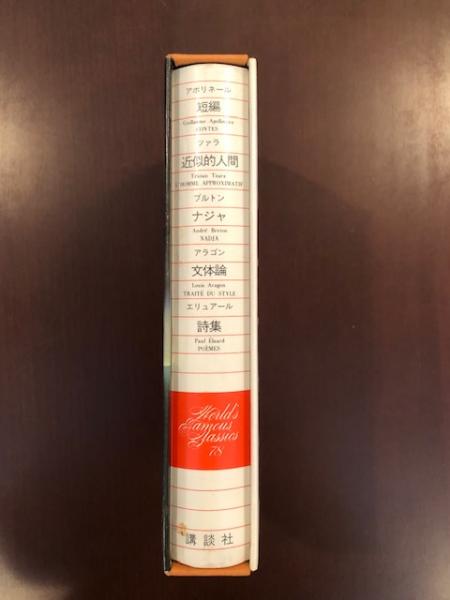 アポリネール
短編
Guillaume Apollinaire
CONTES
ツァラ
近似的人間
Tristan Tzara
L'HOMME APPROXIMATIF
ブルトン
ナジャ
André Breton
NADJA
アラゴン
文体論
Louis Aragon
TRAITÉ DU STYLE
エリュアール
詩集
Paul Éluard
POÈMES
World's
Famous
Classics
78
講談社